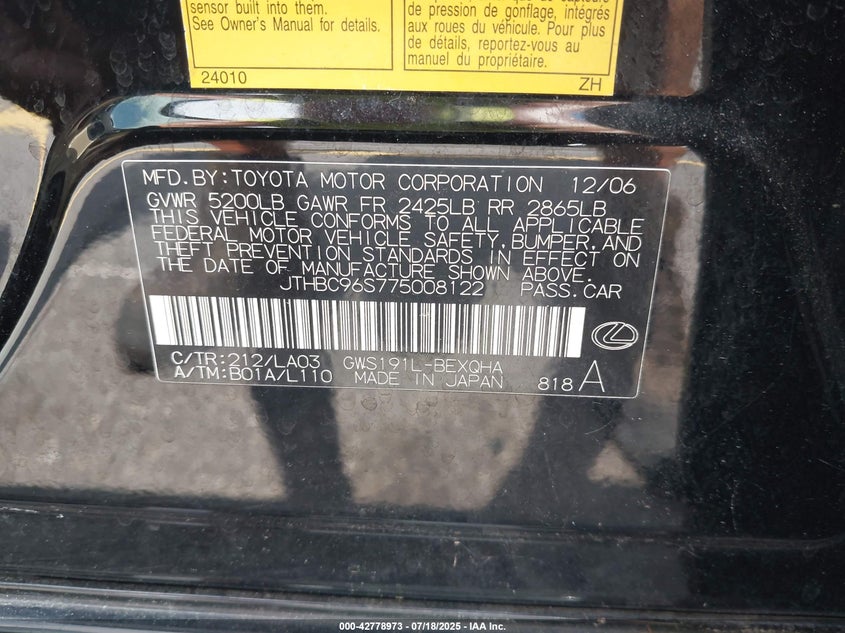 sensor built into them.
See Owner's Manual for details.
de pression de gonflage, intégrés
aux roues du véhicule. Pour plus
de détails, reportez-vous au
manuel du propriétaire.
24010 ZH
MFD.BY:TOYOTA MOTOR CORPORATION 12/06
GVWR 5200LB GAWR FR 2425LB RR 2865LB
THIS VEHICLE CONFORMS TO ALL APPLICABLE
FEDERAL MOTOR VEHICLE SAFETY,BUMPER,AND
THEFT PREVENTION STANDARDS IN EFFECT ON
THE DATE OF MANUFACTURE SHOWN ABOVE.
JTHBC96S775008122 PASS.CAR
C/TR:212/LA03 GWS191L-BEXQHA
A/TM:B01A/L110 MADE IN JAPAN 818 A
000-42778973 | 07/18/2025 - IAA Inc.